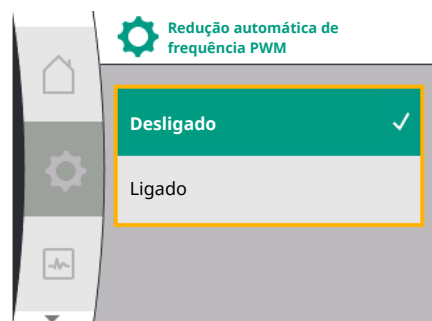 Redução automática de
frequência PWM
Desligado
Ligado